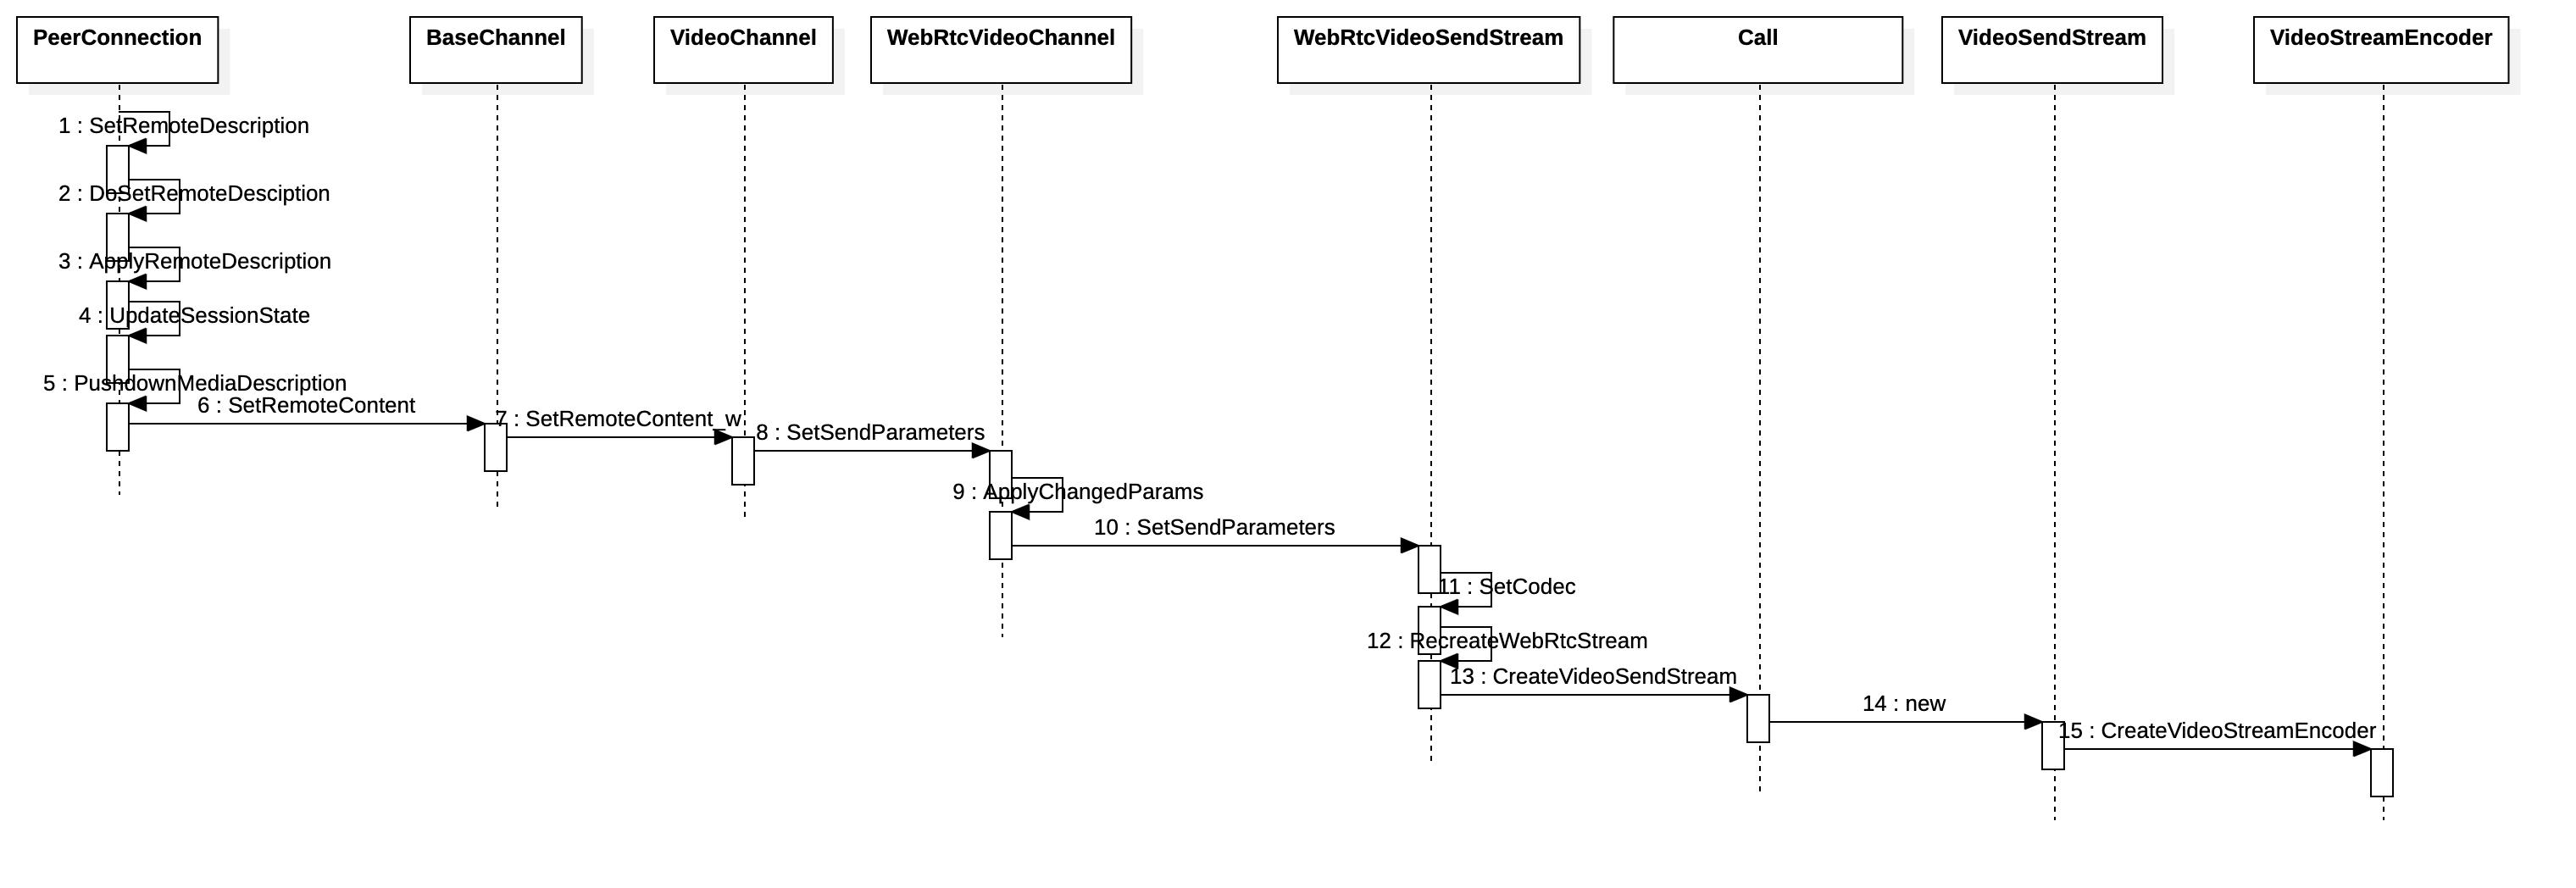 PeerConnection
BaseChannel
VideoChannel
WebRtcVideoChannel
WebRtcVideoSendStream
Call
VideoSendStream
VideoStreamEncoder
1 : SetRemoteDescription
2 : DoSetRemoteDesciption
3 : ApplyRemoteDescription
4 : UpdateSessionState
5 : PushdownMediaDescription
6 : SetRemoteContent
7 : SetRemoteContent_w
8 : SetSendParameters
9 : ApplyChangedParams
10 : SetSendParameters
11 : SetCodec
12 : RecreateWebRtcStream
13 : CreateVideoSendStream
14 : new
15 : CreateVideoStreamEncoder